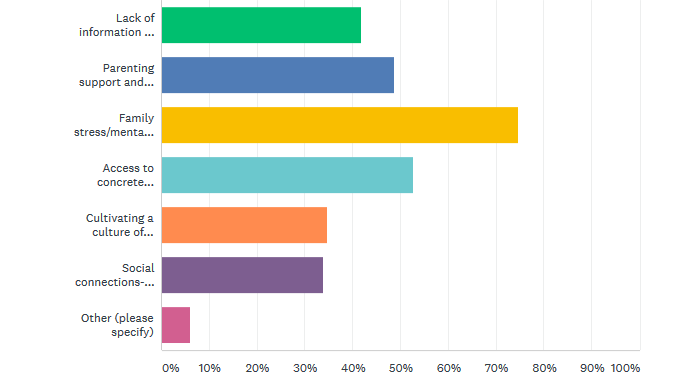 Lack of
information ...
Parenting
support and...
Family
stress/menta...
Access to
concrete...
Cultivating a
culture of...
Social
connections-...
Other (please
specify)
0% 10% 20% 30% 40% 50% 60% 70% 80% 90% 100%